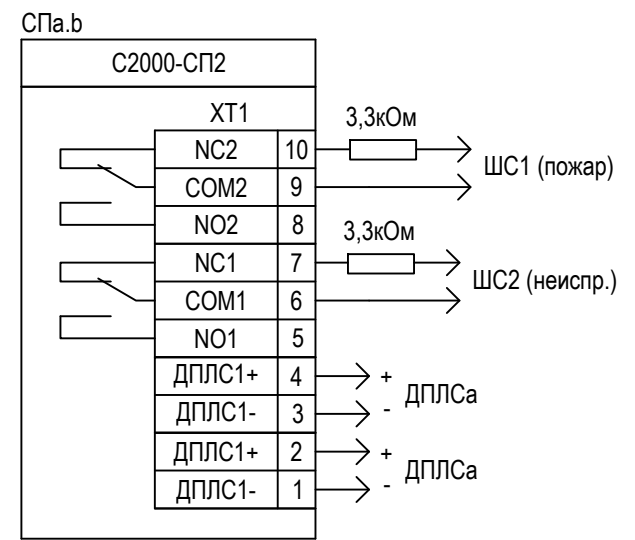 СПа.b
С2000-СП2
XT1
3,3кОм
NC2 10
ШС1 (пожар)
COM2 9
NO2 8
3,3кОм
NC1 7
ШС2 (неиспр.)
COM1 6
NO1 5
ДПЛС1+ 4 +
ДПЛСа
ДПЛС1- 3 -
ДПЛС1+ 2 +
ДПЛСа
ДПЛС1- 1 -